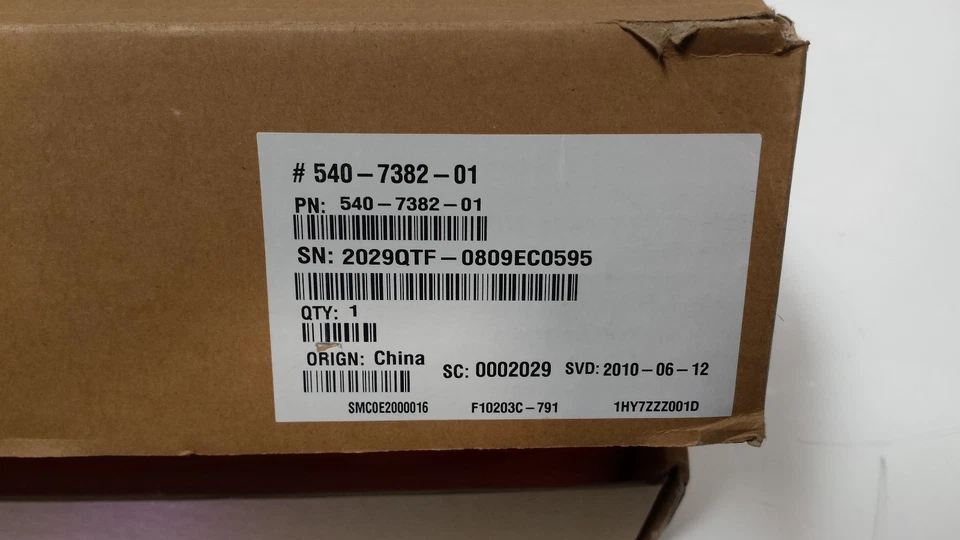 # 540-7382-01
PN: 540-7382-01
SN: 2029QTF-0809EC0595
QTY: 1
ORIGN: China
SC: 0002029 SVD: 2010-06-12
SMC0E2000016 F10203C-791 1HY7ZZZ001D